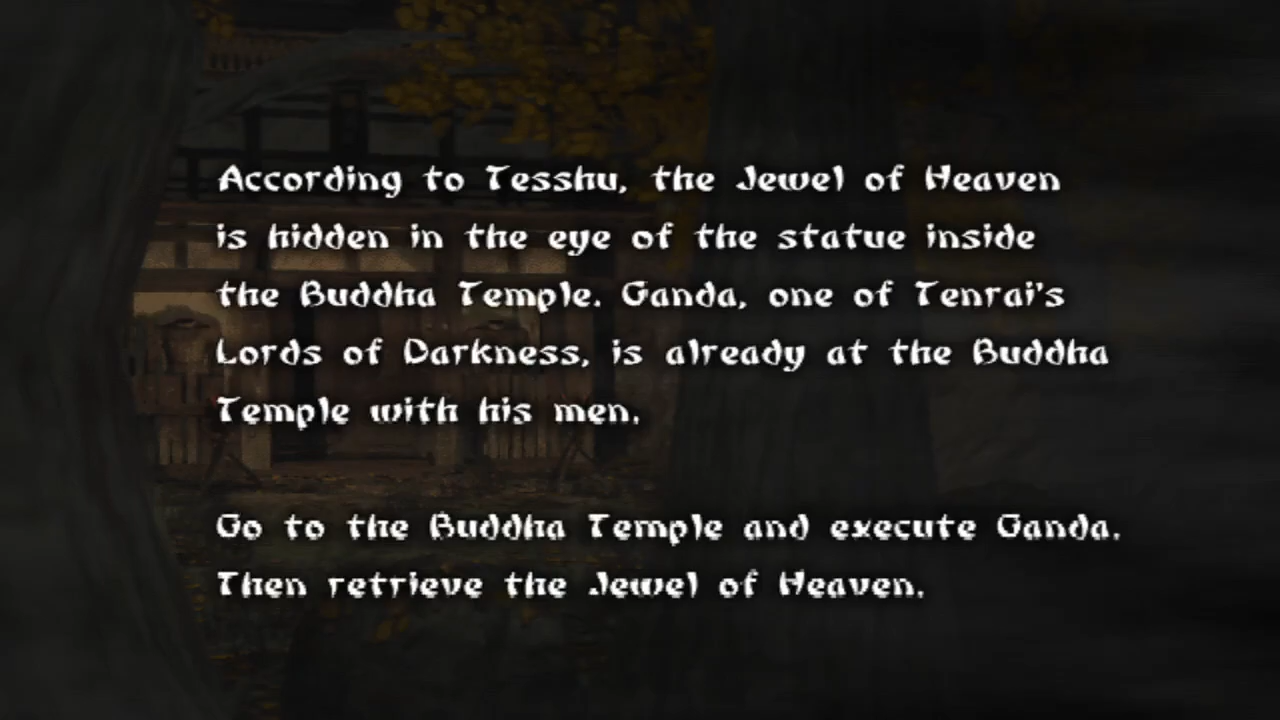 According to Tesshu, the Jewel of Heaven
is hidden in the eye of the statue inside
the Buddha Temple. Ganda, one of Tenrai's
Lords of Darkness, is already at the Buddha
Temple with his men.
Go to the Buddha Temple and execute Ganda.
Then retrieve the Jewel of Heaven.